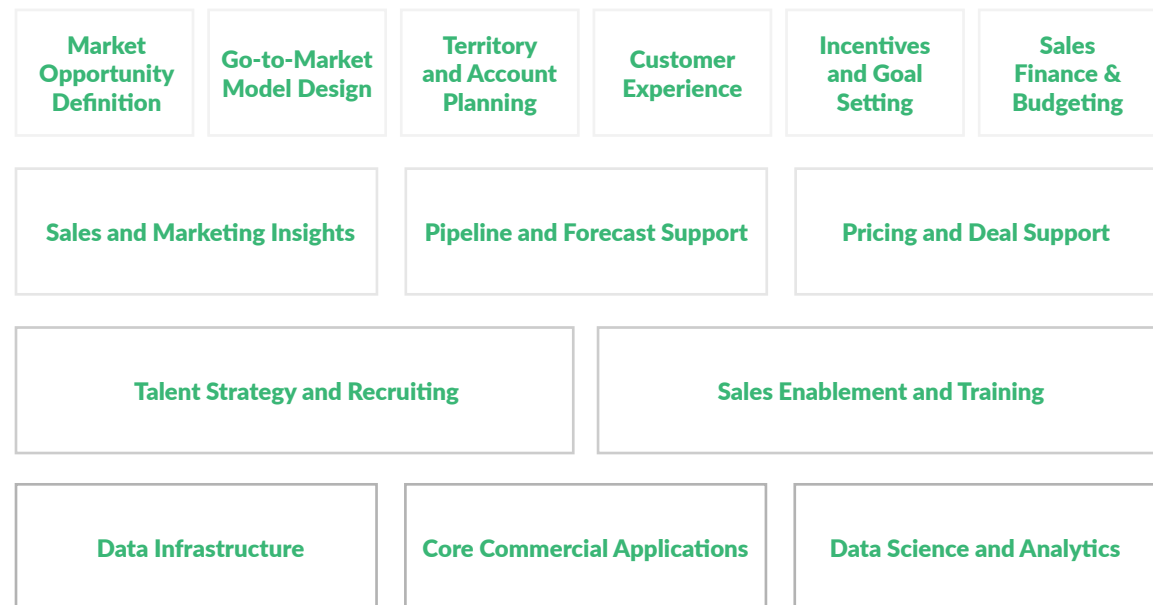 Market
Opportunity
Definition
Go-to-Market
Model Design
Territory
and Account
Planning
Customer
Experience
Incentives
and Goal
Setting
Sales
Finance &
Budgeting
Sales and Marketing Insights
Pipeline and Forecast Support
Pricing and Deal Support
Talent Strategy and Recruiting
Sales Enablement and Training
Data Infrastructure
Core Commercial Applications
Data Science and Analytics